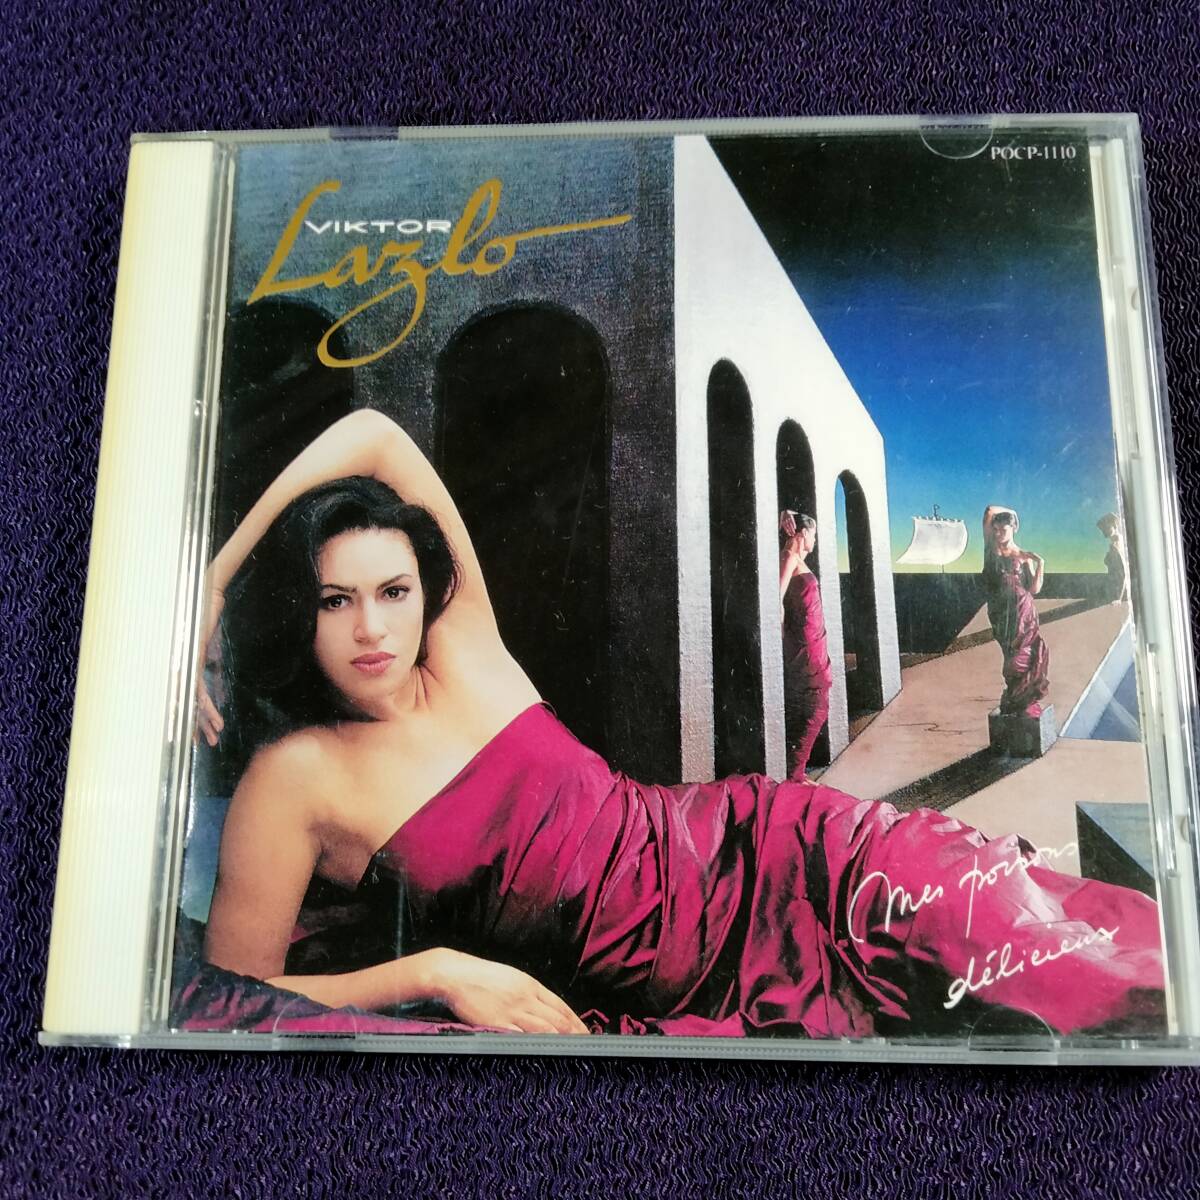 POCP-1110
VIKTOR
Lazlo
Mes poisons
délicieux